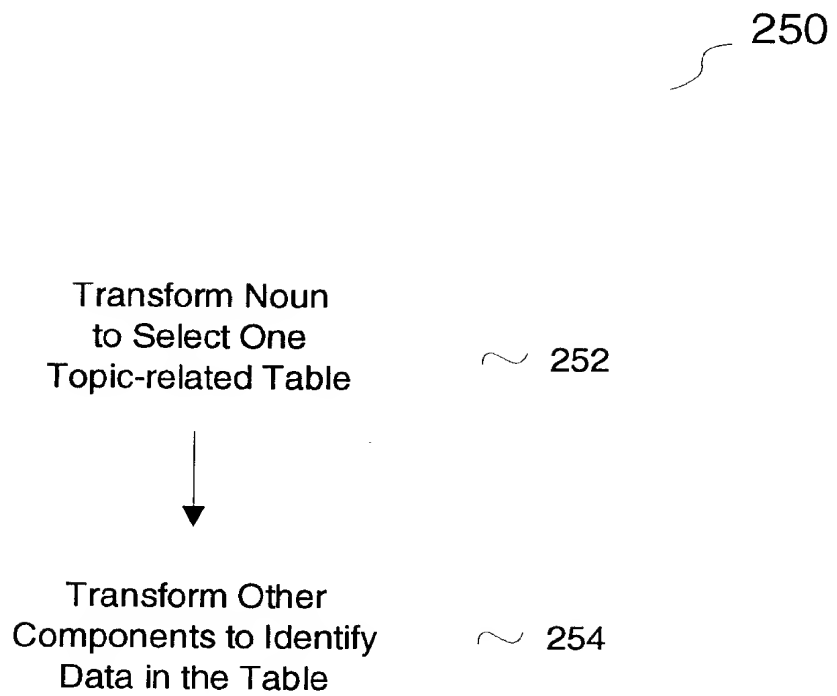 250
Transform Noun
to Select One
Topic-related Table
252
Transform Other
Components to Identify
Data in the Table
254